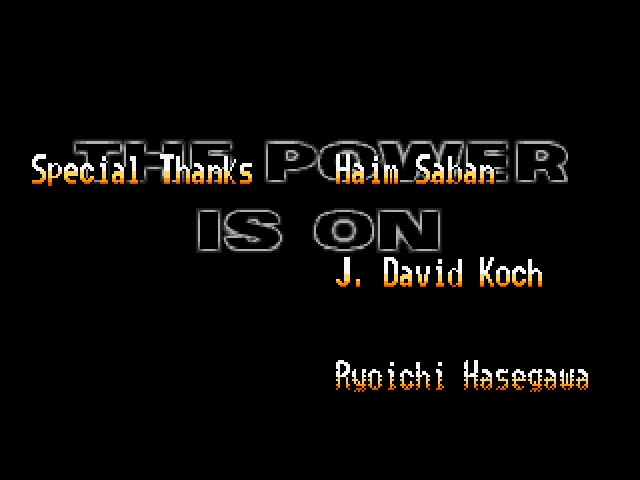 THE POWER
Special Thanks Haim Saban
IS ON
J. David Koch
Ryoichi Hasegawa